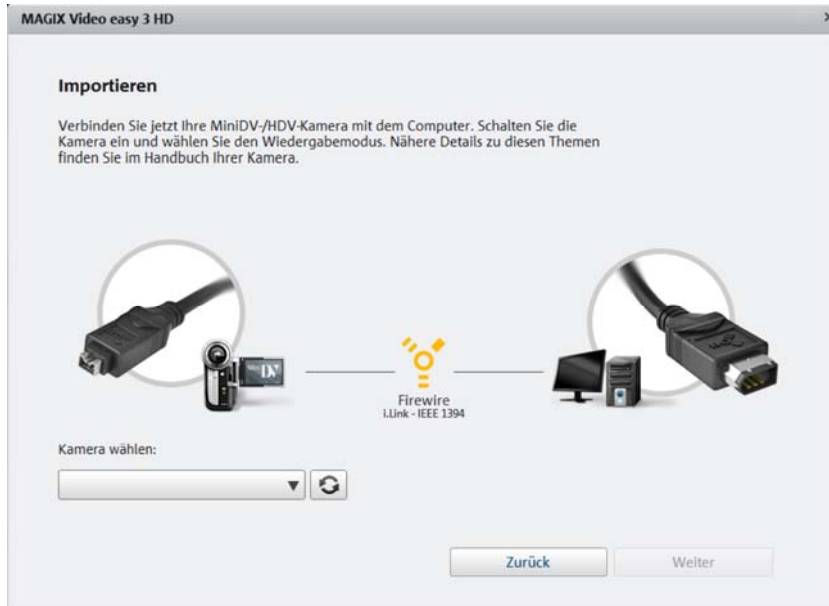 MAGIX Video easy 3 HD
Importieren
Verbinden Sie jetzt Ihre MiniDV-/HDV-Kamera mit dem Computer. Schalten Sie die
Kamera ein und wählen Sie den Wiedergabemodus. Nähere Details zu diesen Themen
finden Sie im Handbuch Ihrer Kamera.
Mini DV
Firewire
i.Link - IEEE 1394
Kamera wählen:
Zurück
Weiter